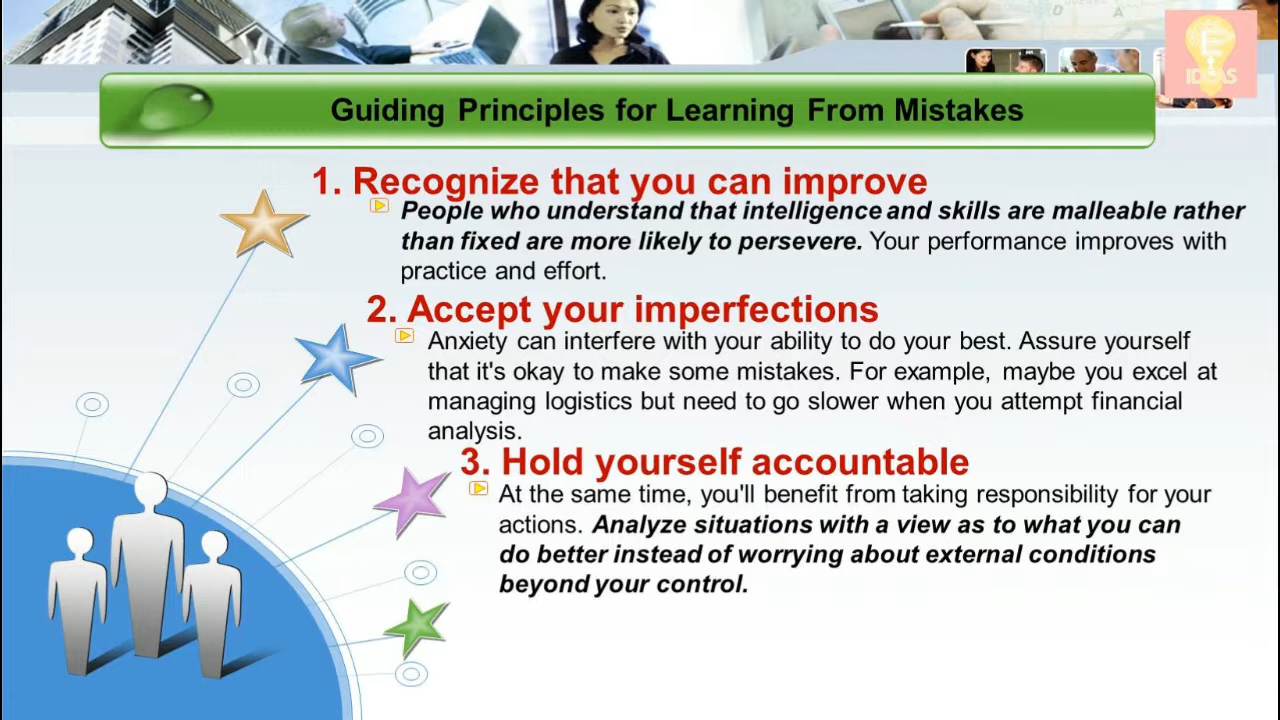 Guiding Principles for Learning From Mistakes
1. Recognize that you can improve
People who understand that intelligence and skills are malleable rather
than fixed are more likely to persevere. Your performance improves with
practice and effort.
2. Accept your imperfections
Anxiety can interfere with your ability to do your best. Assure yourself
that it's okay to make some mistakes. For example, maybe you excel at
managing logistics but need to go slower when you attempt financial
analysis.
3. Hold yourself accountable
At the same time, you'll benefit from taking responsibility for your
actions. Analyze situations with a view as to what you can
do better instead of worrying about external conditions
beyond your control.
E
IDEAS